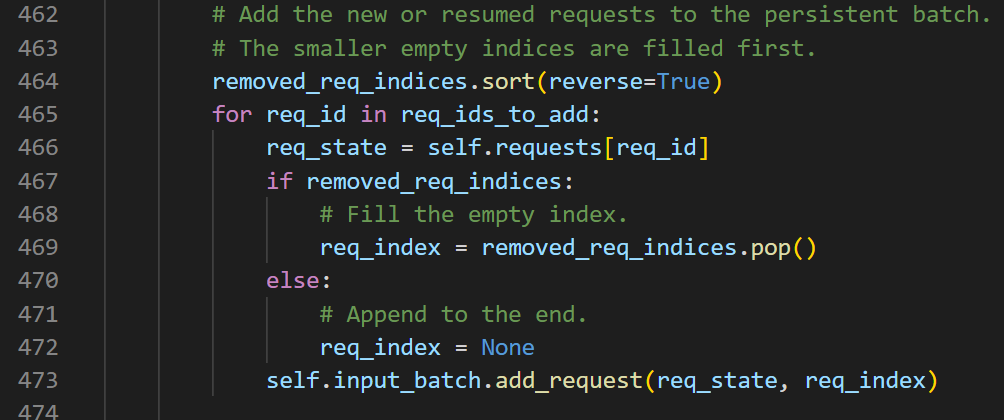 462 # Add the new or resumed requests to the persistent batch.
463 # The smaller empty indices are filled first.
464 removed_req_indices.sort(reverse=True)
465 for req_id in req_ids_to_add:
466     req_state = self.requests[req_id]
467     if removed_req_indices:
468         # Fill the empty index.
469         req_index = removed_req_indices.pop()
470     else:
471         # Append to the end.
472         req_index = None
473     self.input_batch.add_request(req_state, req_index)
474